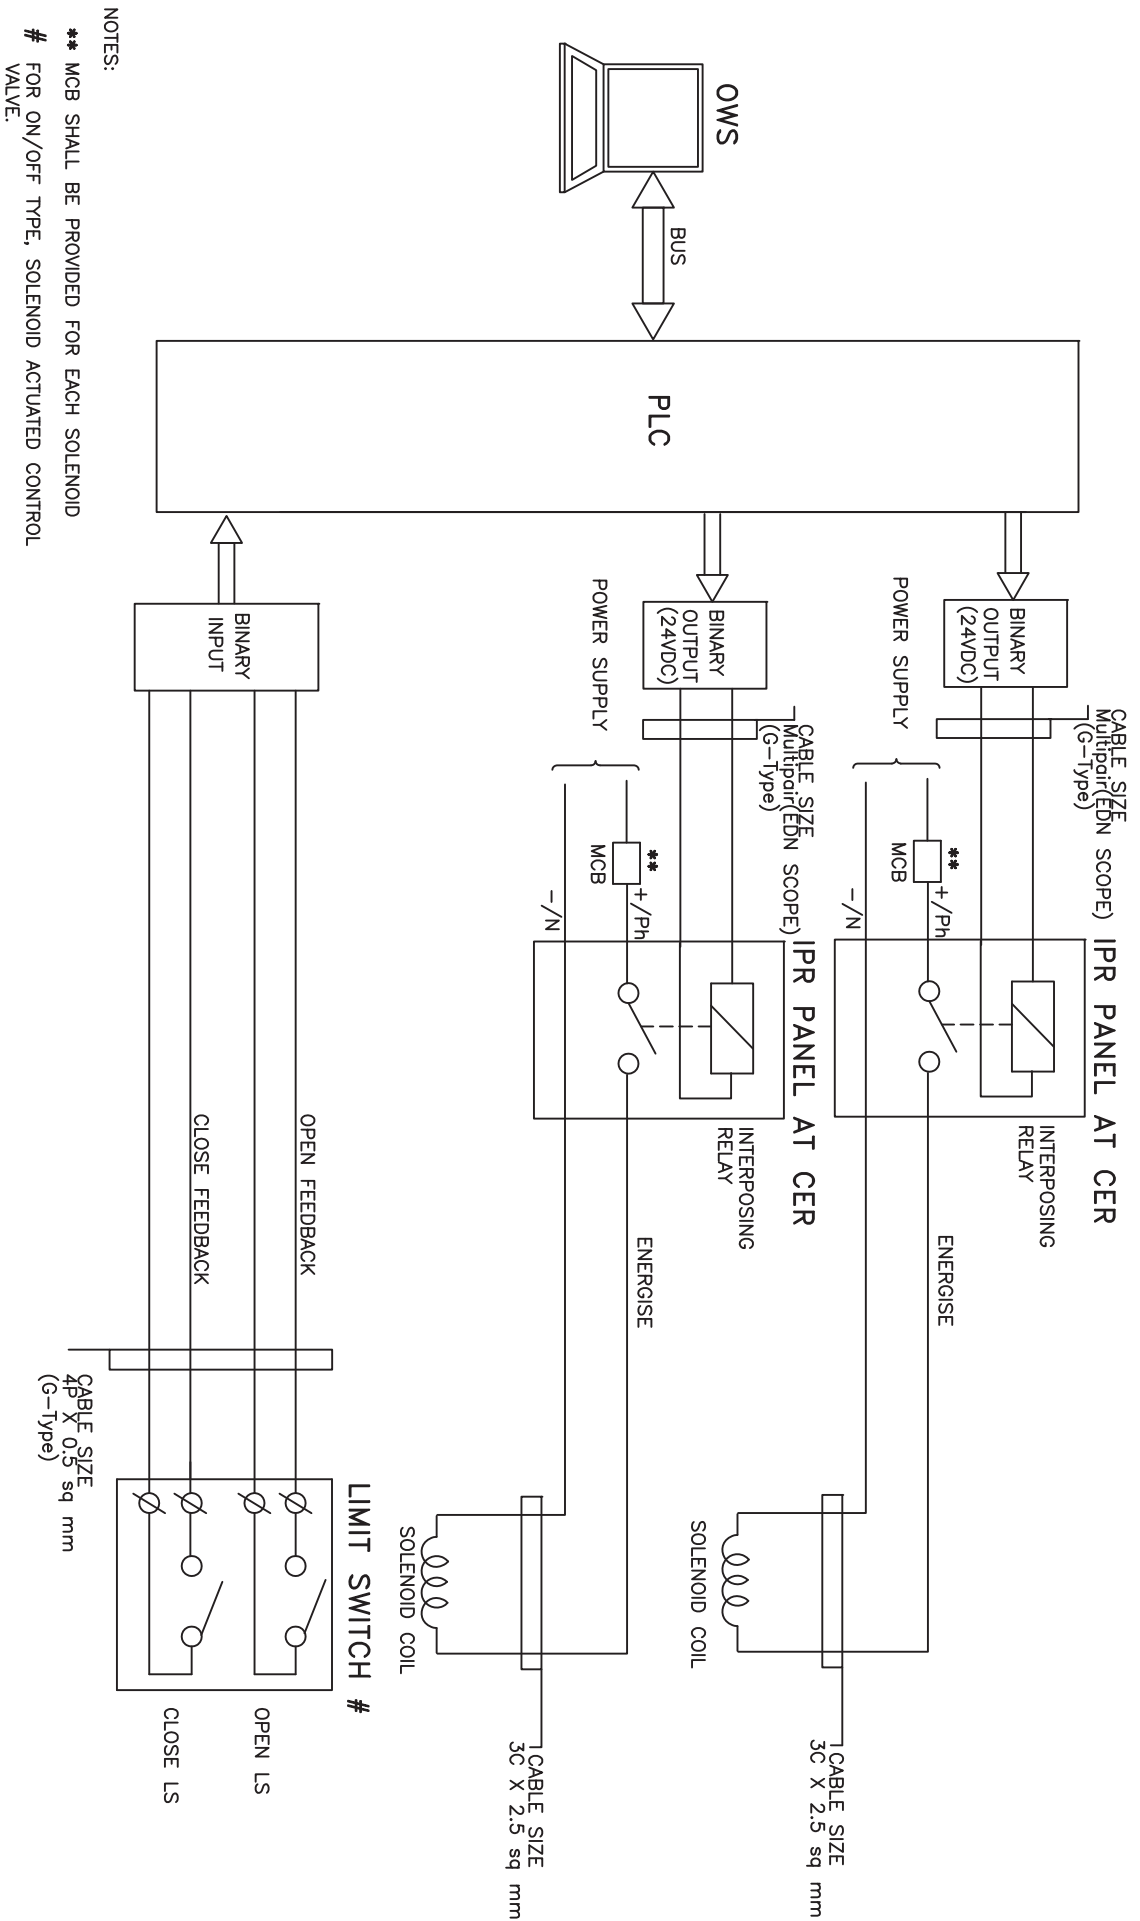 OWS
BUS
PLC
BINARY
OUTPUT
(24VDC)
CABLE SIZE
Multipair(EDN SCOPE)
(G-Type)
POWER SUPPLY
**
MCB
+/Ph
-/N
IPR PANEL AT CER
INTERPOSING
RELAY
ENERGISE
SOLENOID COIL
CABLE SIZE
3C X 2.5 sq mm
BINARY
OUTPUT
(24VDC)
CABLE SIZE
Multipair(EDN SCOPE)
(G-Type)
POWER SUPPLY
**
MCB
+/Ph
-/N
IPR PANEL AT CER
INTERPOSING
RELAY
ENERGISE
SOLENOID COIL
CABLE SIZE
3C X 2.5 sq mm
BINARY
INPUT
OPEN FEEDBACK
CLOSE FEEDBACK
CABLE SIZE
4P X 0.5 sq mm
(G-Type)
LIMIT SWITCH #
OPEN LS
CLOSE LS
NOTES:
** MCB SHALL BE PROVIDED FOR EACH SOLENOID
# FOR ON/OFF TYPE, SOLENOID ACTUATED CONTROL
VALVE.